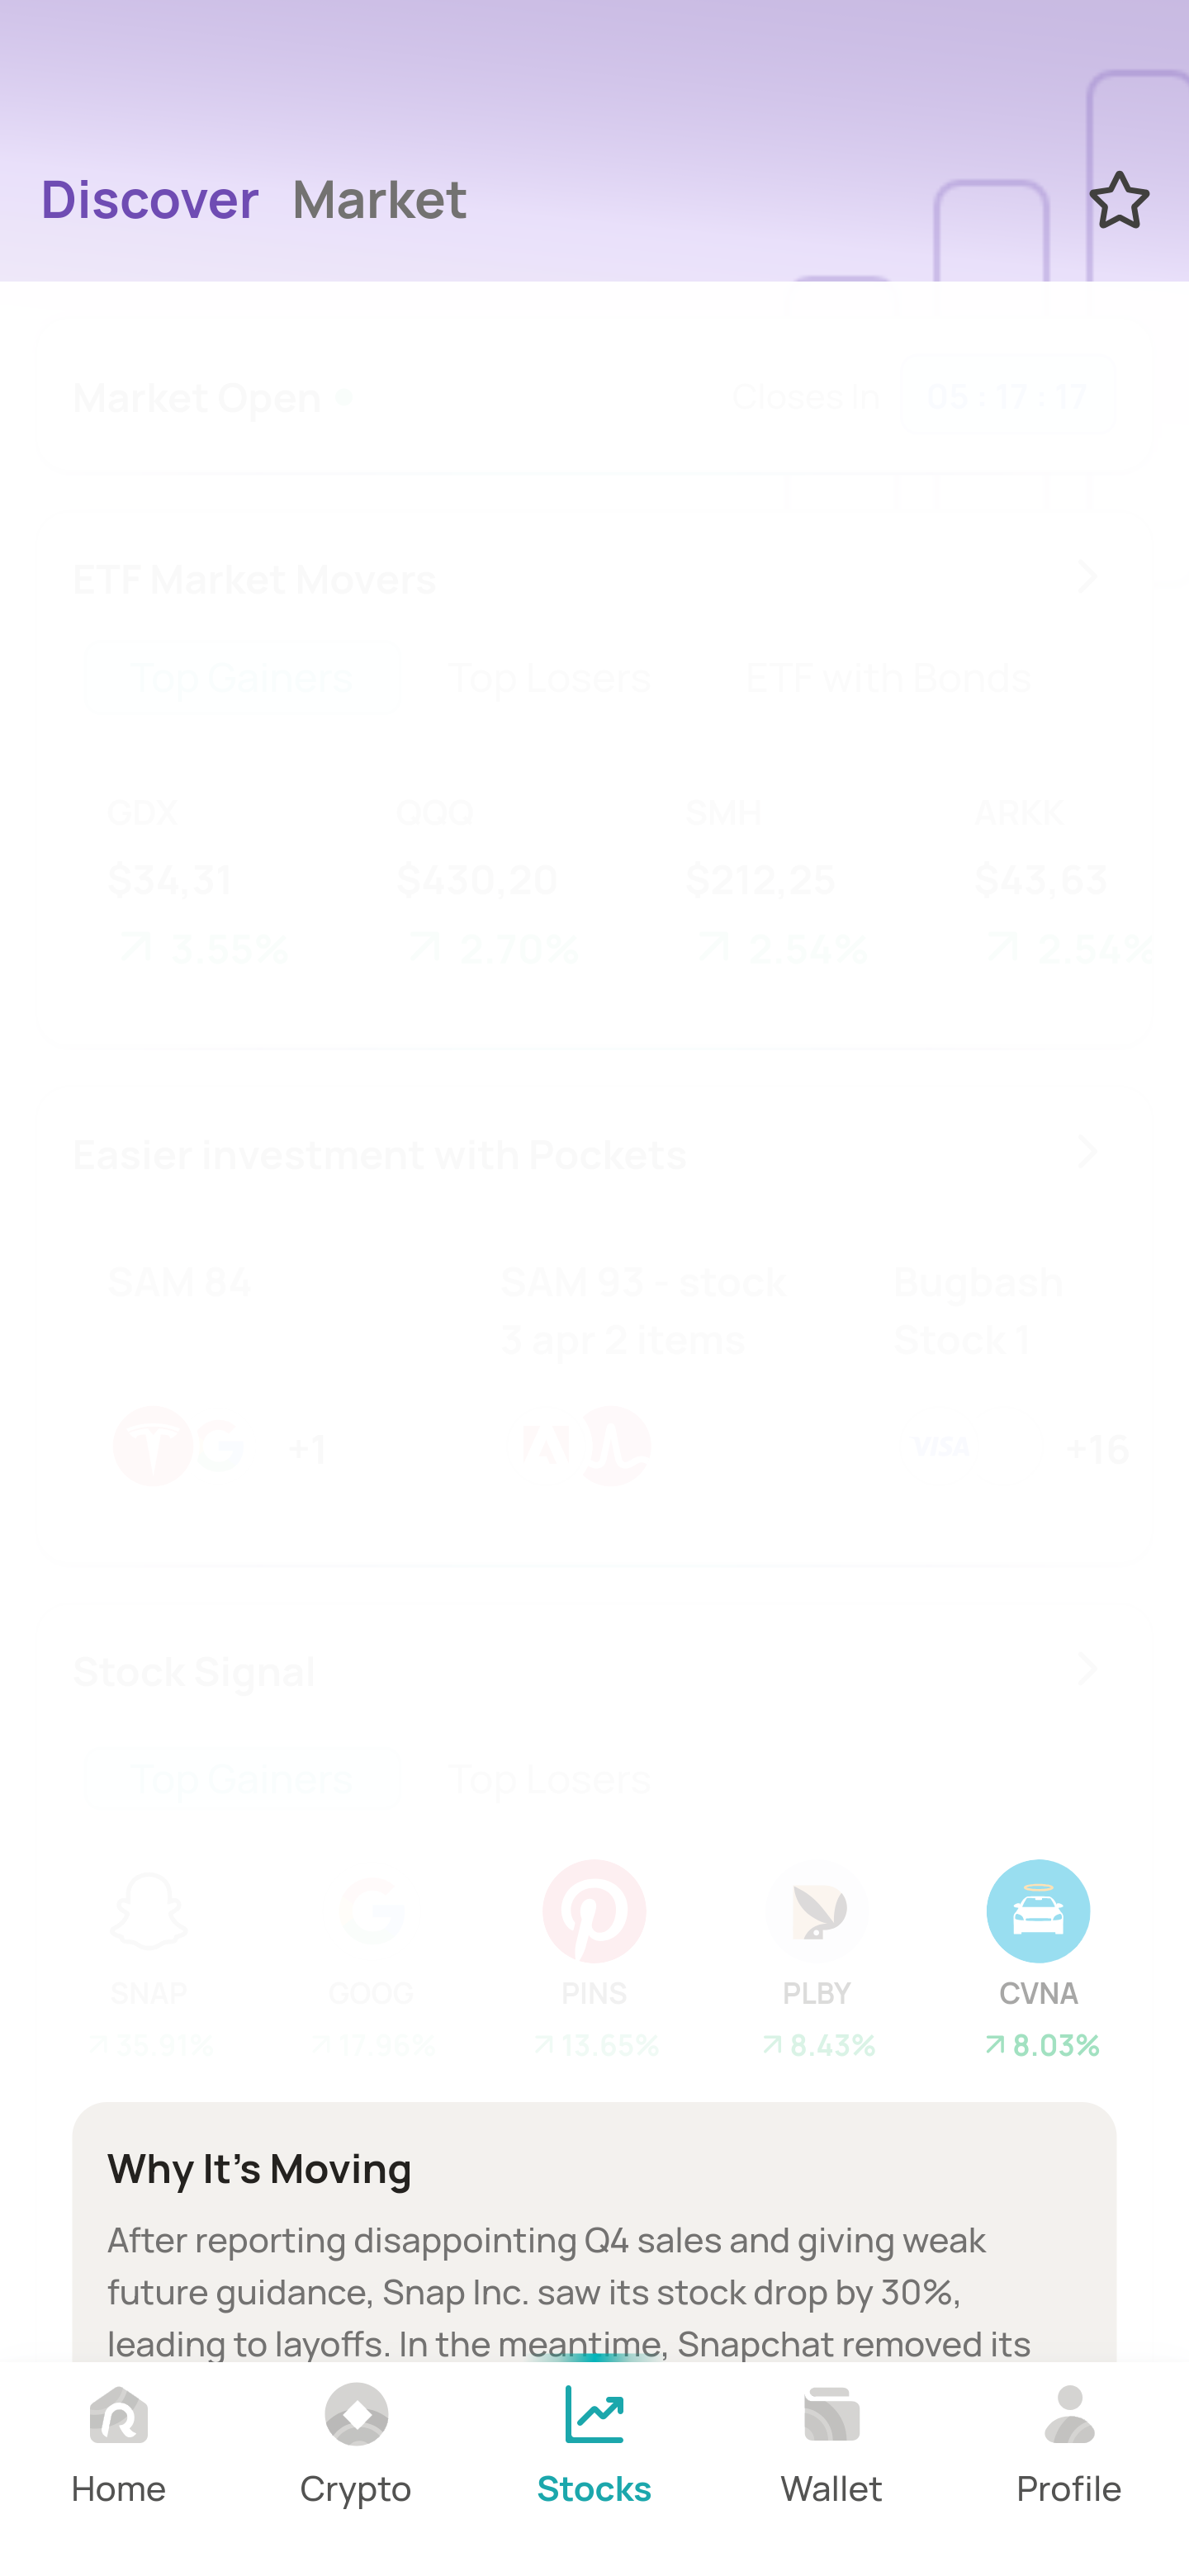 Discover Market
Market Open Closes in 05 : 17 : 17
ETF Market Movers
Top Gainers Top Losers ETF with Bonds
GDX QQQ SMH ARKK
$34,31 $430,20 $212,25 $43,63
3.55% 2.70% 2.54% 2.54%
Easier investment with Pockets
SAM 84 SAM 93 - stock Bugbash
3 apr 2 items Stock 1
+1 VISA +16
Stock Signal
Top Gainers Top Losers
SNAP GOOG PINS PLBY CVNA
35.91% 17.96% 13.65% 8.43% 8.03%
Why It’s Moving
After reporting disappointing Q4 sales and giving weak
future guidance, Snap Inc. saw its stock drop by 30%,
leading to layoffs. In the meantime, Snapchat removed its
Home Crypto Stocks Wallet Profile